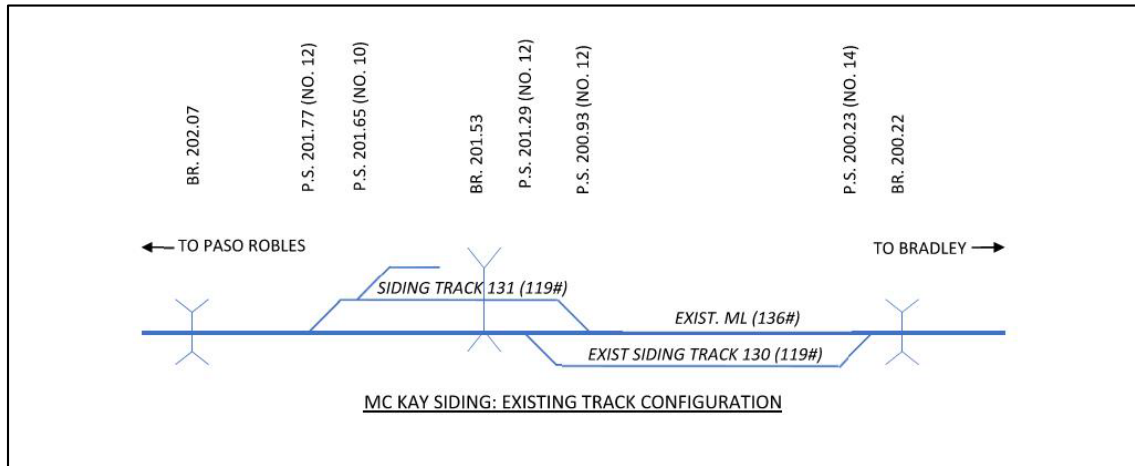 BR. 202.07
P.S. 201.77 (NO. 12)
P.S. 201.65 (NO. 10)
BR. 201.53
P.S. 201.29 (NO. 12)
P.S. 200.93 (NO. 12)
P.S. 200.23 (NO. 14)
BR. 200.22
TO PASO ROBLES
TO BRADLEY
SIDING TRACK 131 (119#)
EXIST. ML (136#)
EXIST SIDING TRACK 130 (119#)
MC KAY SIDING: EXISTING TRACK CONFIGURATION